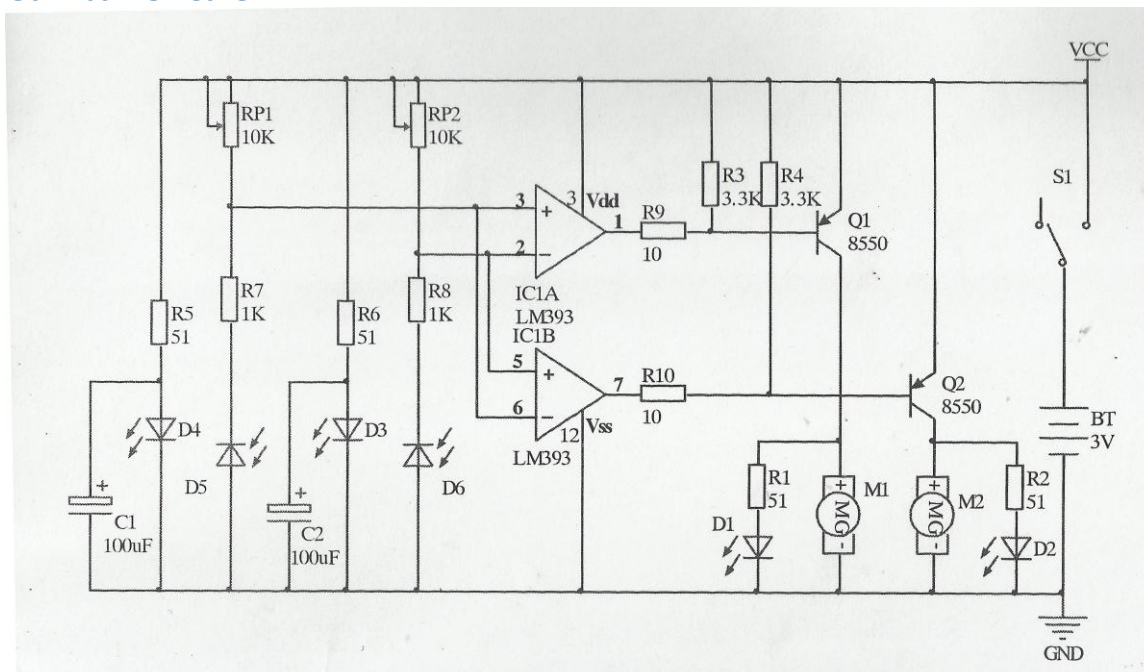 VCC
RP1
10K
RP2
10K
R3
3.3K
R4
3.3K
S1
3
Vdd
3
+
1
R9
10
2
−
Q1
8550
IC1A
LM393
R7
1K
R8
1K
R5
51
R6
51
IC1B
5
+
7
R10
10
6
−
12
Vss
LM393
Q2
8550
BT
3V
D4
D3
D5
D6
+
C1
100uF
+
C2
100uF
R1
51
+
MG
-
M1
+
MG
-
M2
R2
51
D1
D2
GND